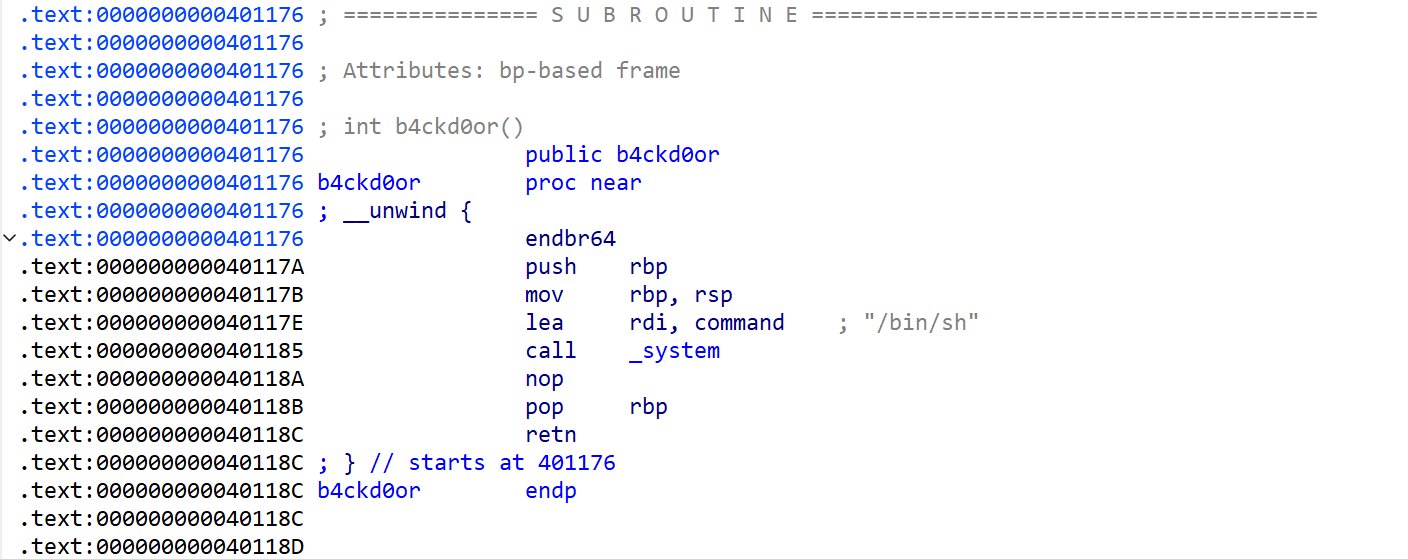 .text:0000000000401176 ; =============== S U B R O U T I N E =======================================
.text:0000000000401176
.text:0000000000401176 ; Attributes: bp-based frame
.text:0000000000401176
.text:0000000000401176 ; int b4ckd0or()
.text:0000000000401176                 public b4ckd0or
.text:0000000000401176 b4ckd0or        proc near
.text:0000000000401176 ; __unwind {
.text:0000000000401176                 endbr64
.text:000000000040117A                 push    rbp
.text:000000000040117B                 mov     rbp, rsp
.text:000000000040117E                 lea     rdi, command    ; "/bin/sh"
.text:0000000000401185                 call    _system
.text:000000000040118A                 nop
.text:000000000040118B                 pop     rbp
.text:000000000040118C                 retn
.text:000000000040118C ; } // starts at 401176
.text:000000000040118C b4ckd0or        endp
.text:000000000040118C
.text:000000000040118D